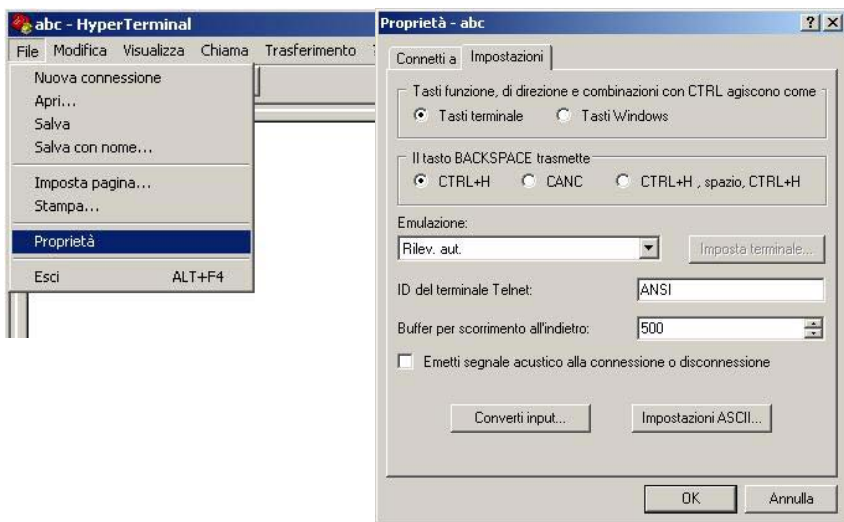 abc - HyperTerminal
File Modifica Visualizza Chiama Trasferimento ?
Nuova connessione
Apri...
Salva
Salva con nome...
Imposta pagina...
Stampa...
Proprietà
Esci ALT+F4
Proprietà - abc
Connetti a Impostazioni
Tasti funzione, di direzione e combinazioni con CTRL agiscono come
Tasti terminale Tasti Windows
Il tasto BACKSPACE trasmette
CTRL+H CANC CTRL+H , spazio, CTRL+H
Emulazione:
Rilev. aut. Imposta terminale...
ID del terminale Telnet: ANSI
Buffer per scorrimento all'indietro: 500
Emetti segnale acustico alla connessione o disconnessione
Converti input... Impostazioni ASCII...
OK Annulla